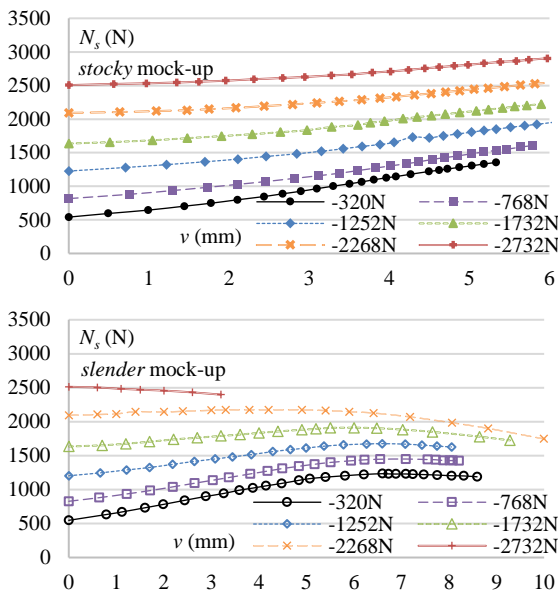 3500
N_s (N)
3000
stocky mock-up
2500
2000
1500
1000
-320N
-768N
500
v (mm)
-1252N
-1732N
0
-2268N
-2732N
0 1 2 3 4 5 6
3500
N_s (N)
3000
slender mock-up
2500
2000
1500
1000
-320N
-768N
500
v (mm)
-1252N
-1732N
0
-2268N
-2732N
0 1 2 3 4 5 6 7 8 9 10